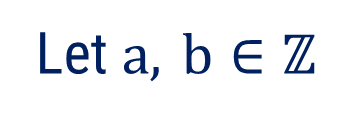 Let a, b ∈ ℤ